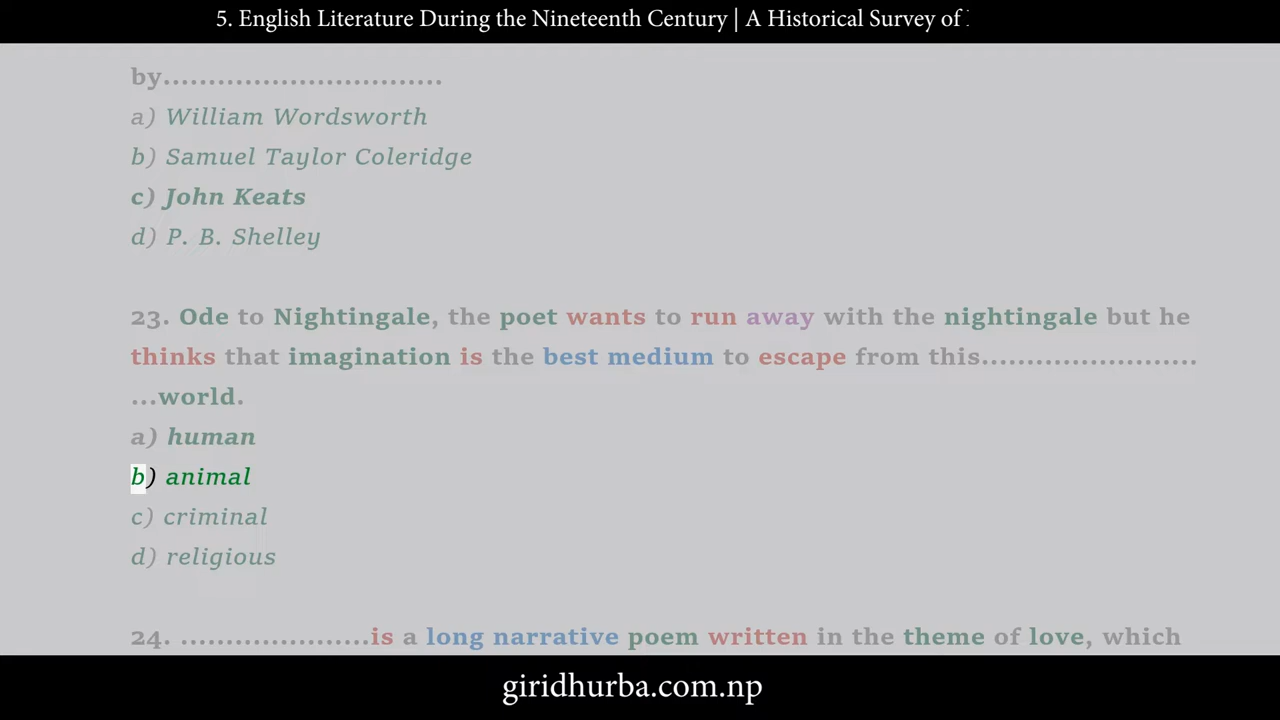 5. English Literature During the Nineteenth Century | A Historical Survey of
by...............................
a) William Wordsworth
b) Samuel Taylor Coleridge
c) John Keats
d) P. B. Shelley
23. Ode to Nightingale, the poet wants to run away with the nightingale but he
thinks that imagination is the best medium to escape from this........................
...world.
a) human
b) animal
c) criminal
d) religious
24. .....................is a long narrative poem written in the theme of love, which
giridhurba.com.np